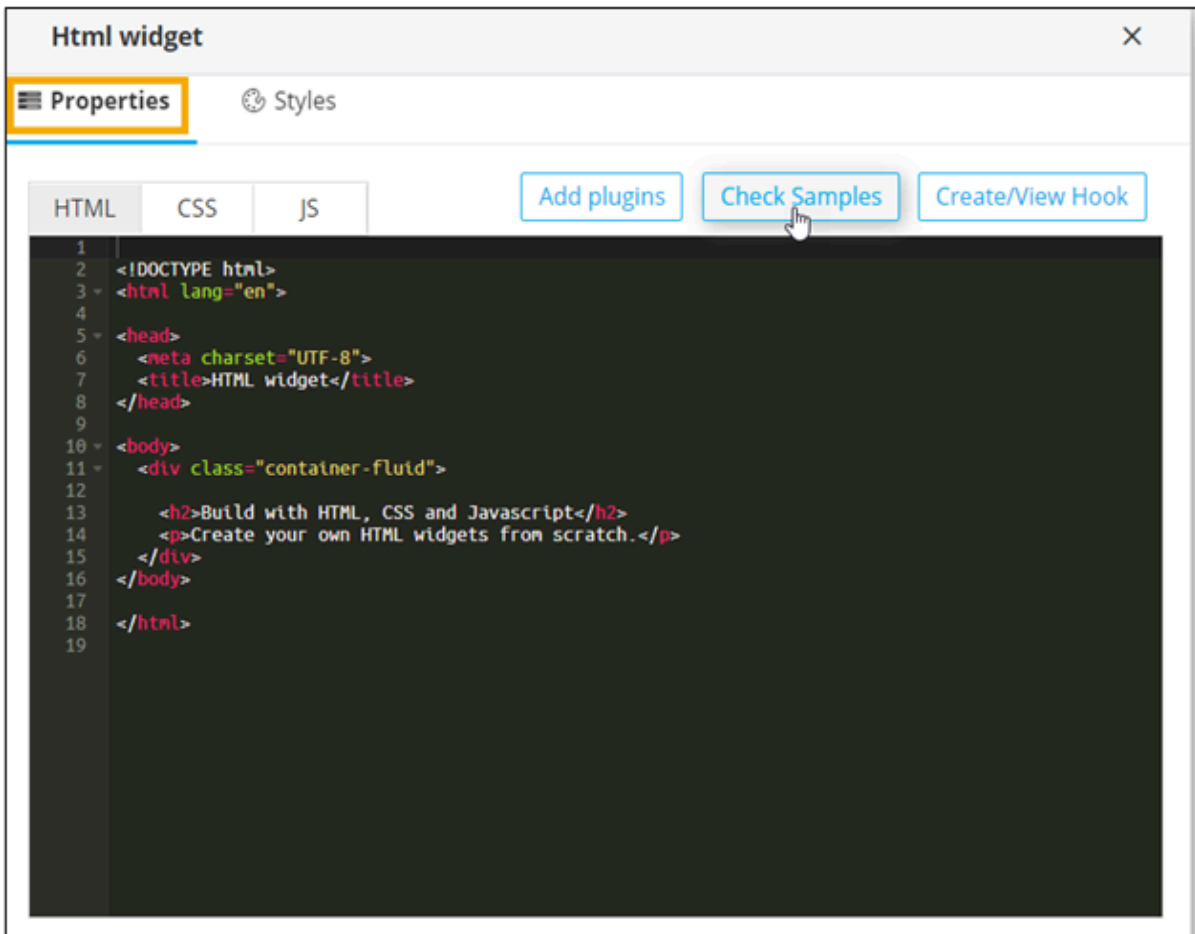 Html widget
Properties
Styles
HTML
CSS
JS
Add plugins
Check Samples
Create/View Hook
1
2 <!DOCTYPE html>
3 <html lang="en">
4
5 <head>
6 <meta charset="UTF-8">
7 <title>HTML widget</title>
8 </head>
9
10 <body>
11 <div class="container-fluid">
12
13 <h2>Build with HTML, CSS and Javascript</h2>
14 <p>Create your own HTML widgets from scratch.</p>
15 </div>
16 </body>
17
18 </html>
19